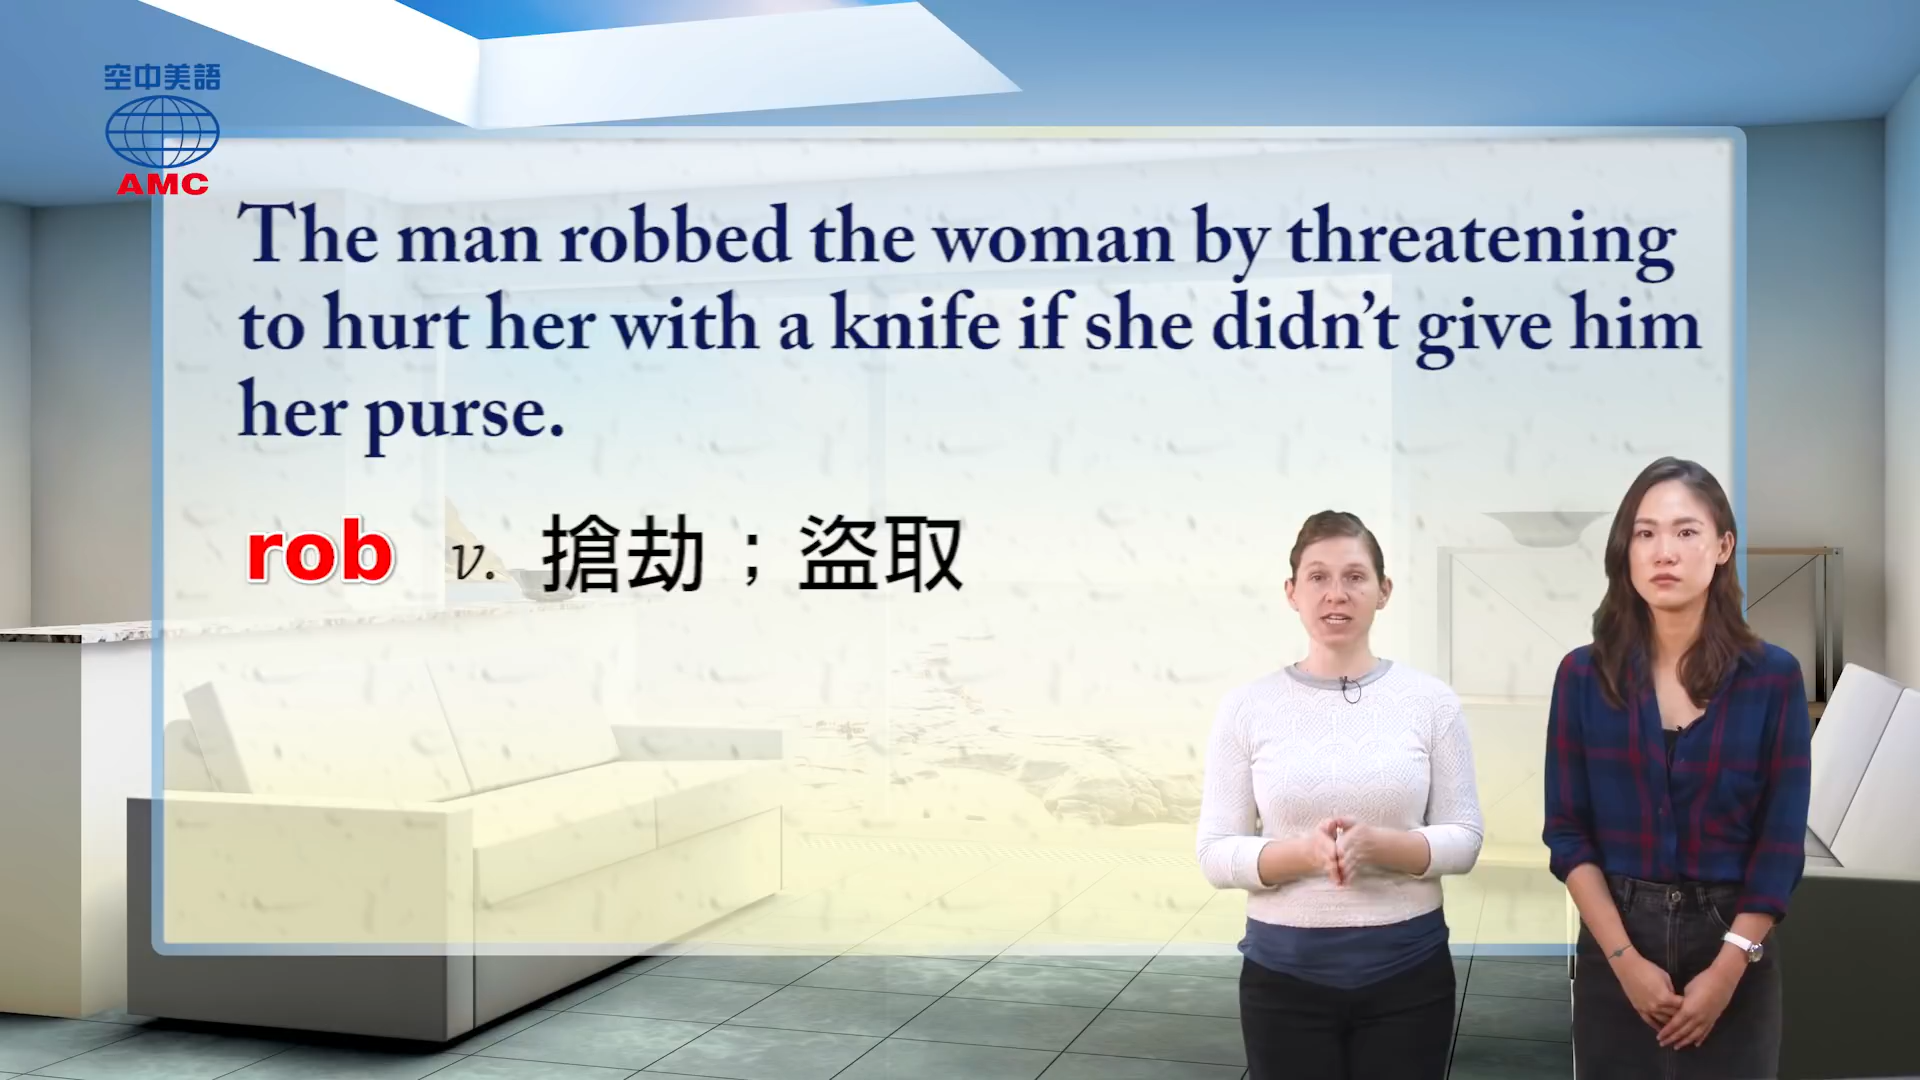 空中美語
AMC
The man robbed the woman by threatening
to hurt her with a knife if she didn’t give him
her purse.
rob v. 搶劫；盜取